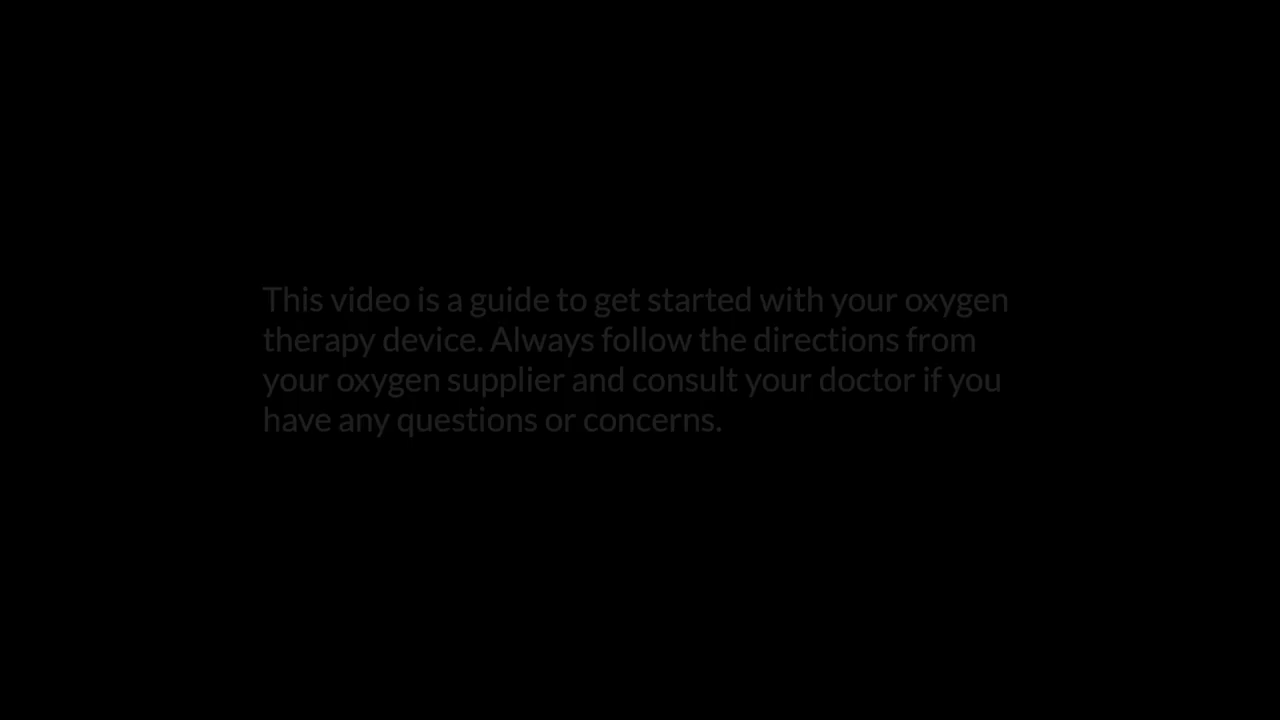 This video is a guide to get started with your oxygen
therapy device. Always follow the directions from
your oxygen supplier and consult your doctor if you
have any questions or concerns.